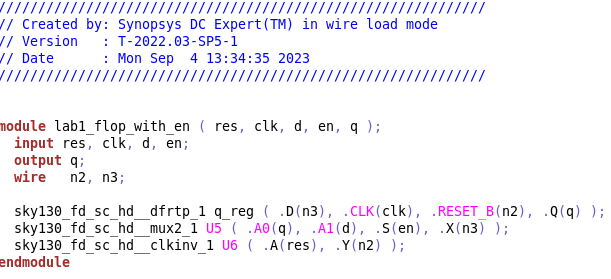 ////////////////////////////////////////////////////////////
// Created by: Synopsys DC Expert(TM) in wire load mode
// Version   : T-2022.03-SP5-1
// Date      : Mon Sep  4 13:34:35 2023
////////////////////////////////////////////////////////////
module lab1_flop_with_en ( res, clk, d, en, q );
  input res, clk, d, en;
  output q;
  wire   n2, n3;
  sky130_fd_sc_hd__dfrtp_1 q_reg ( .D(n3), .CLK(clk), .RESET_B(n2), .Q(q) );
  sky130_fd_sc_hd__mux2_1 U5 ( .A0(q), .A1(d), .S(en), .X(n3) );
  sky130_fd_sc_hd__clkinv_1 U6 ( .A(res), .Y(n2) );
endmodule